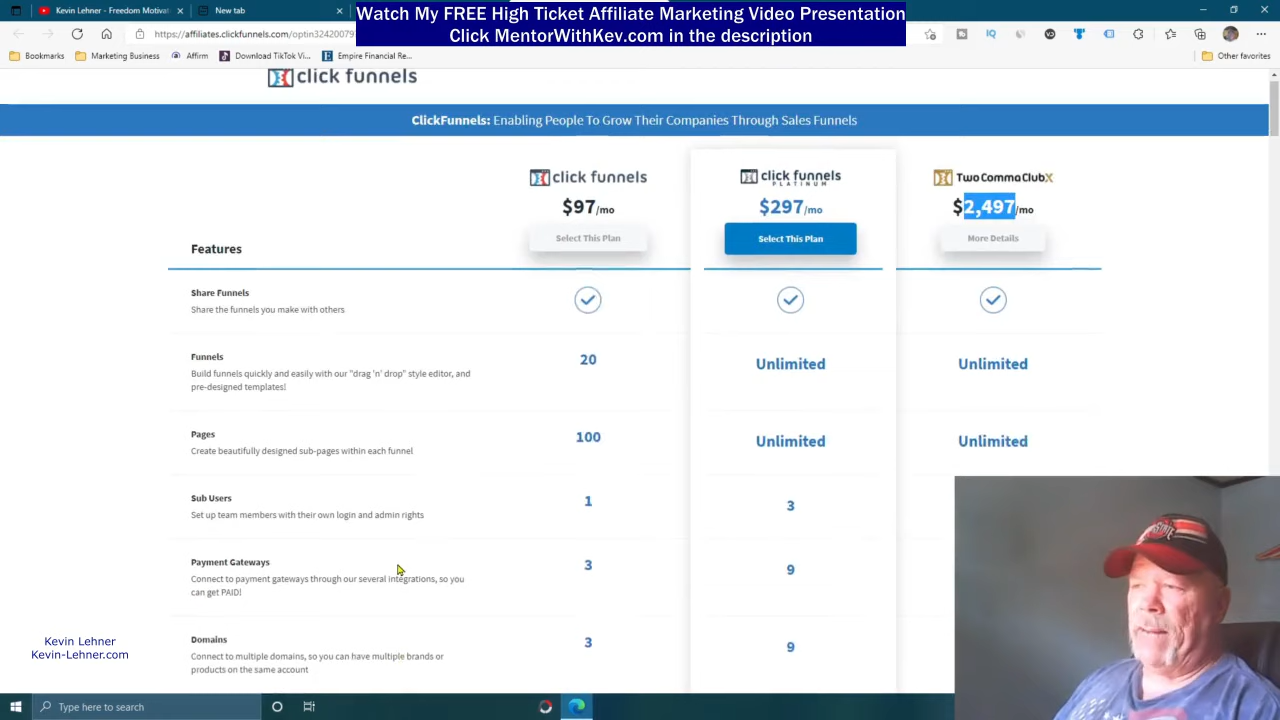 Watch My FREE High Ticket Affiliate Marketing Video Presentation
Click MentorWithKev.com in the description
.com - Freedom Motivat
New tab
https://affiliates.clickfunnels.com/optin32420079
Bookmarks
Marketing Business
Affirm
Download TikTok Vi...
Empire Financial Re...
Other favorites
click funnels
ClickFunnels: Enabling People To Grow Their Companies Through Sales Funnels
click funnels
click funnels
PLATINUM
Two Comma ClubX
$97/mo
$297/mo
$2,497/mo
Select This Plan
Select This Plan
More Details
Features
Share Funnels
Share the funnels you make with others
Funnels
Build funnels quickly and easily with our "drag 'n' drop" style editor, and
pre-designed templates!
20
Unlimited
Unlimited
Pages
Create beautifully designed sub-pages within each funnel
100
Unlimited
Unlimited
Sub Users
Set up team members with their own login and admin rights
1
3
Payment Gateways
Connect to payment gateways through our several integrations, so you
can get PAID!
3
9
Domains
Connect to multiple domains, so you can have multiple brands or
products on the same account
3
9
Kevin Lehner
Kevin-Lehner.com
Type here to search